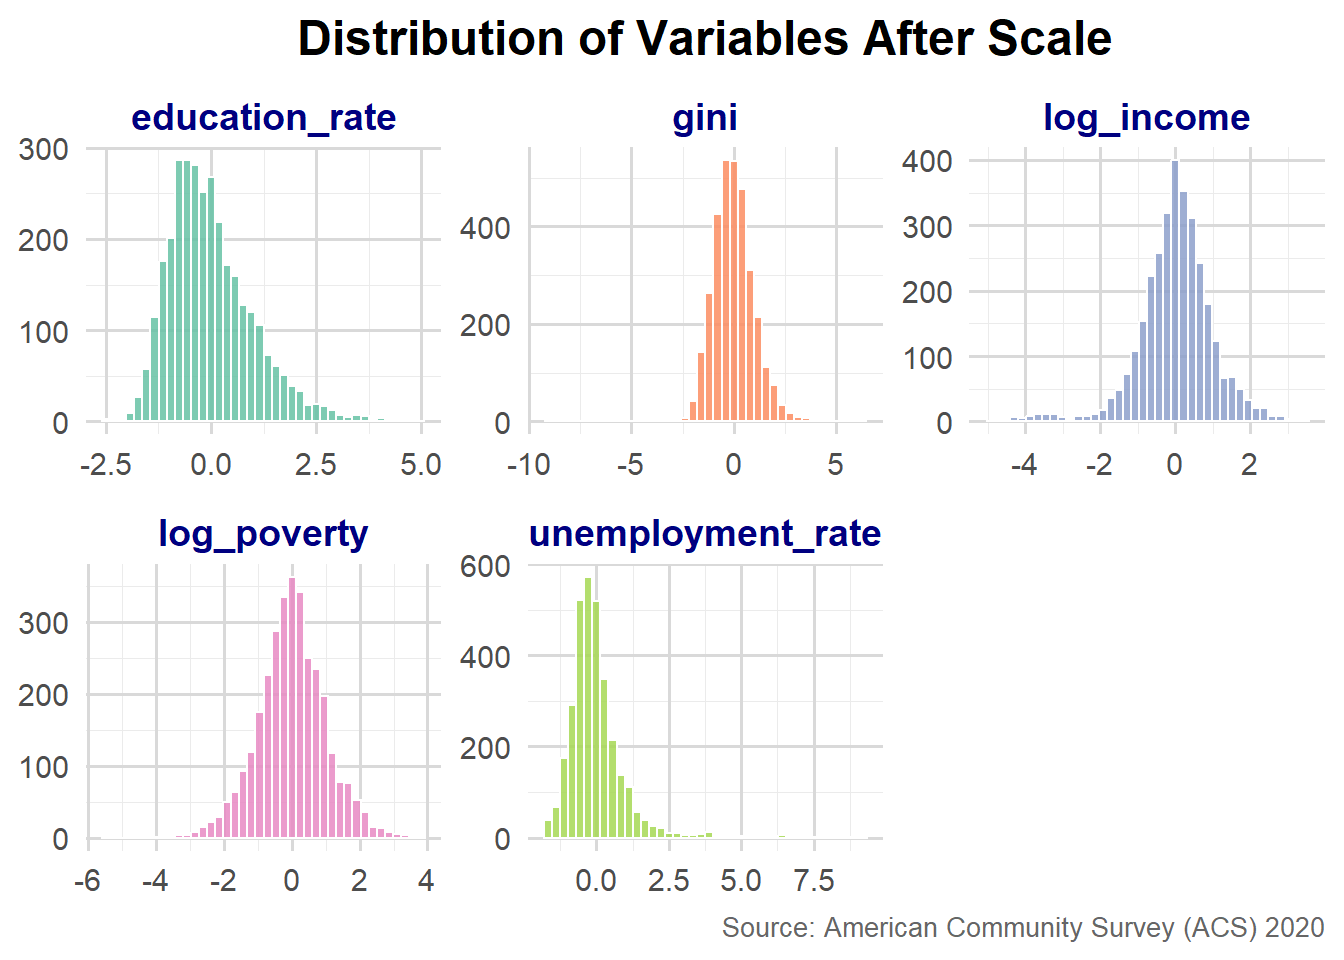 Distribution of Variables After Scale
education_rate
gini
log_income
300
200
100
0
-2.5 0.0 2.5 5.0
400
200
0
-10 -5 0 5
400
300
200
100
0
-4 -2 0 2
log_poverty
unemployment_rate
300
200
100
0
-6 -4 -2 0 2 4
600
400
200
0
0.0 2.5 5.0 7.5
Source: American Community Survey (ACS) 2020